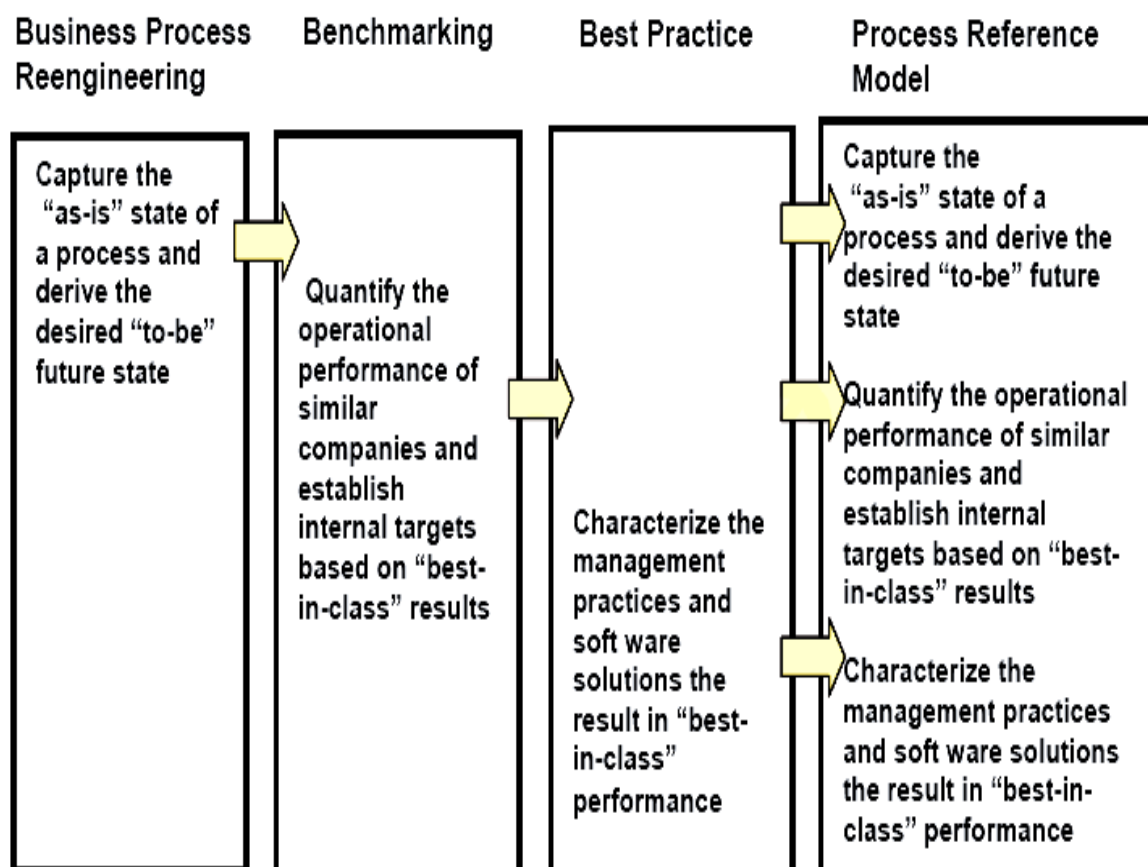 Business Process
Reengineering
Benchmarking
Best Practice
Process Reference
Model
Capture the
“as-is” state of
a process and
derive the
desired “to-be”
future state
Quantify the
operational
performance of
similar
companies and
establish
internal targets
based on “best-
in-class” results
Characterize the
management
practices and
soft ware
solutions the
result in “best-
in-class”
performance
Capture the
“as-is” state of a
process and derive the
desired “to-be” future
state
Quantify the operational
performance of similar
companies and
establish internal
targets based on “best-
in-class” results
Characterize the
management practices
and soft ware solutions
the result in “best-in-
class” performance